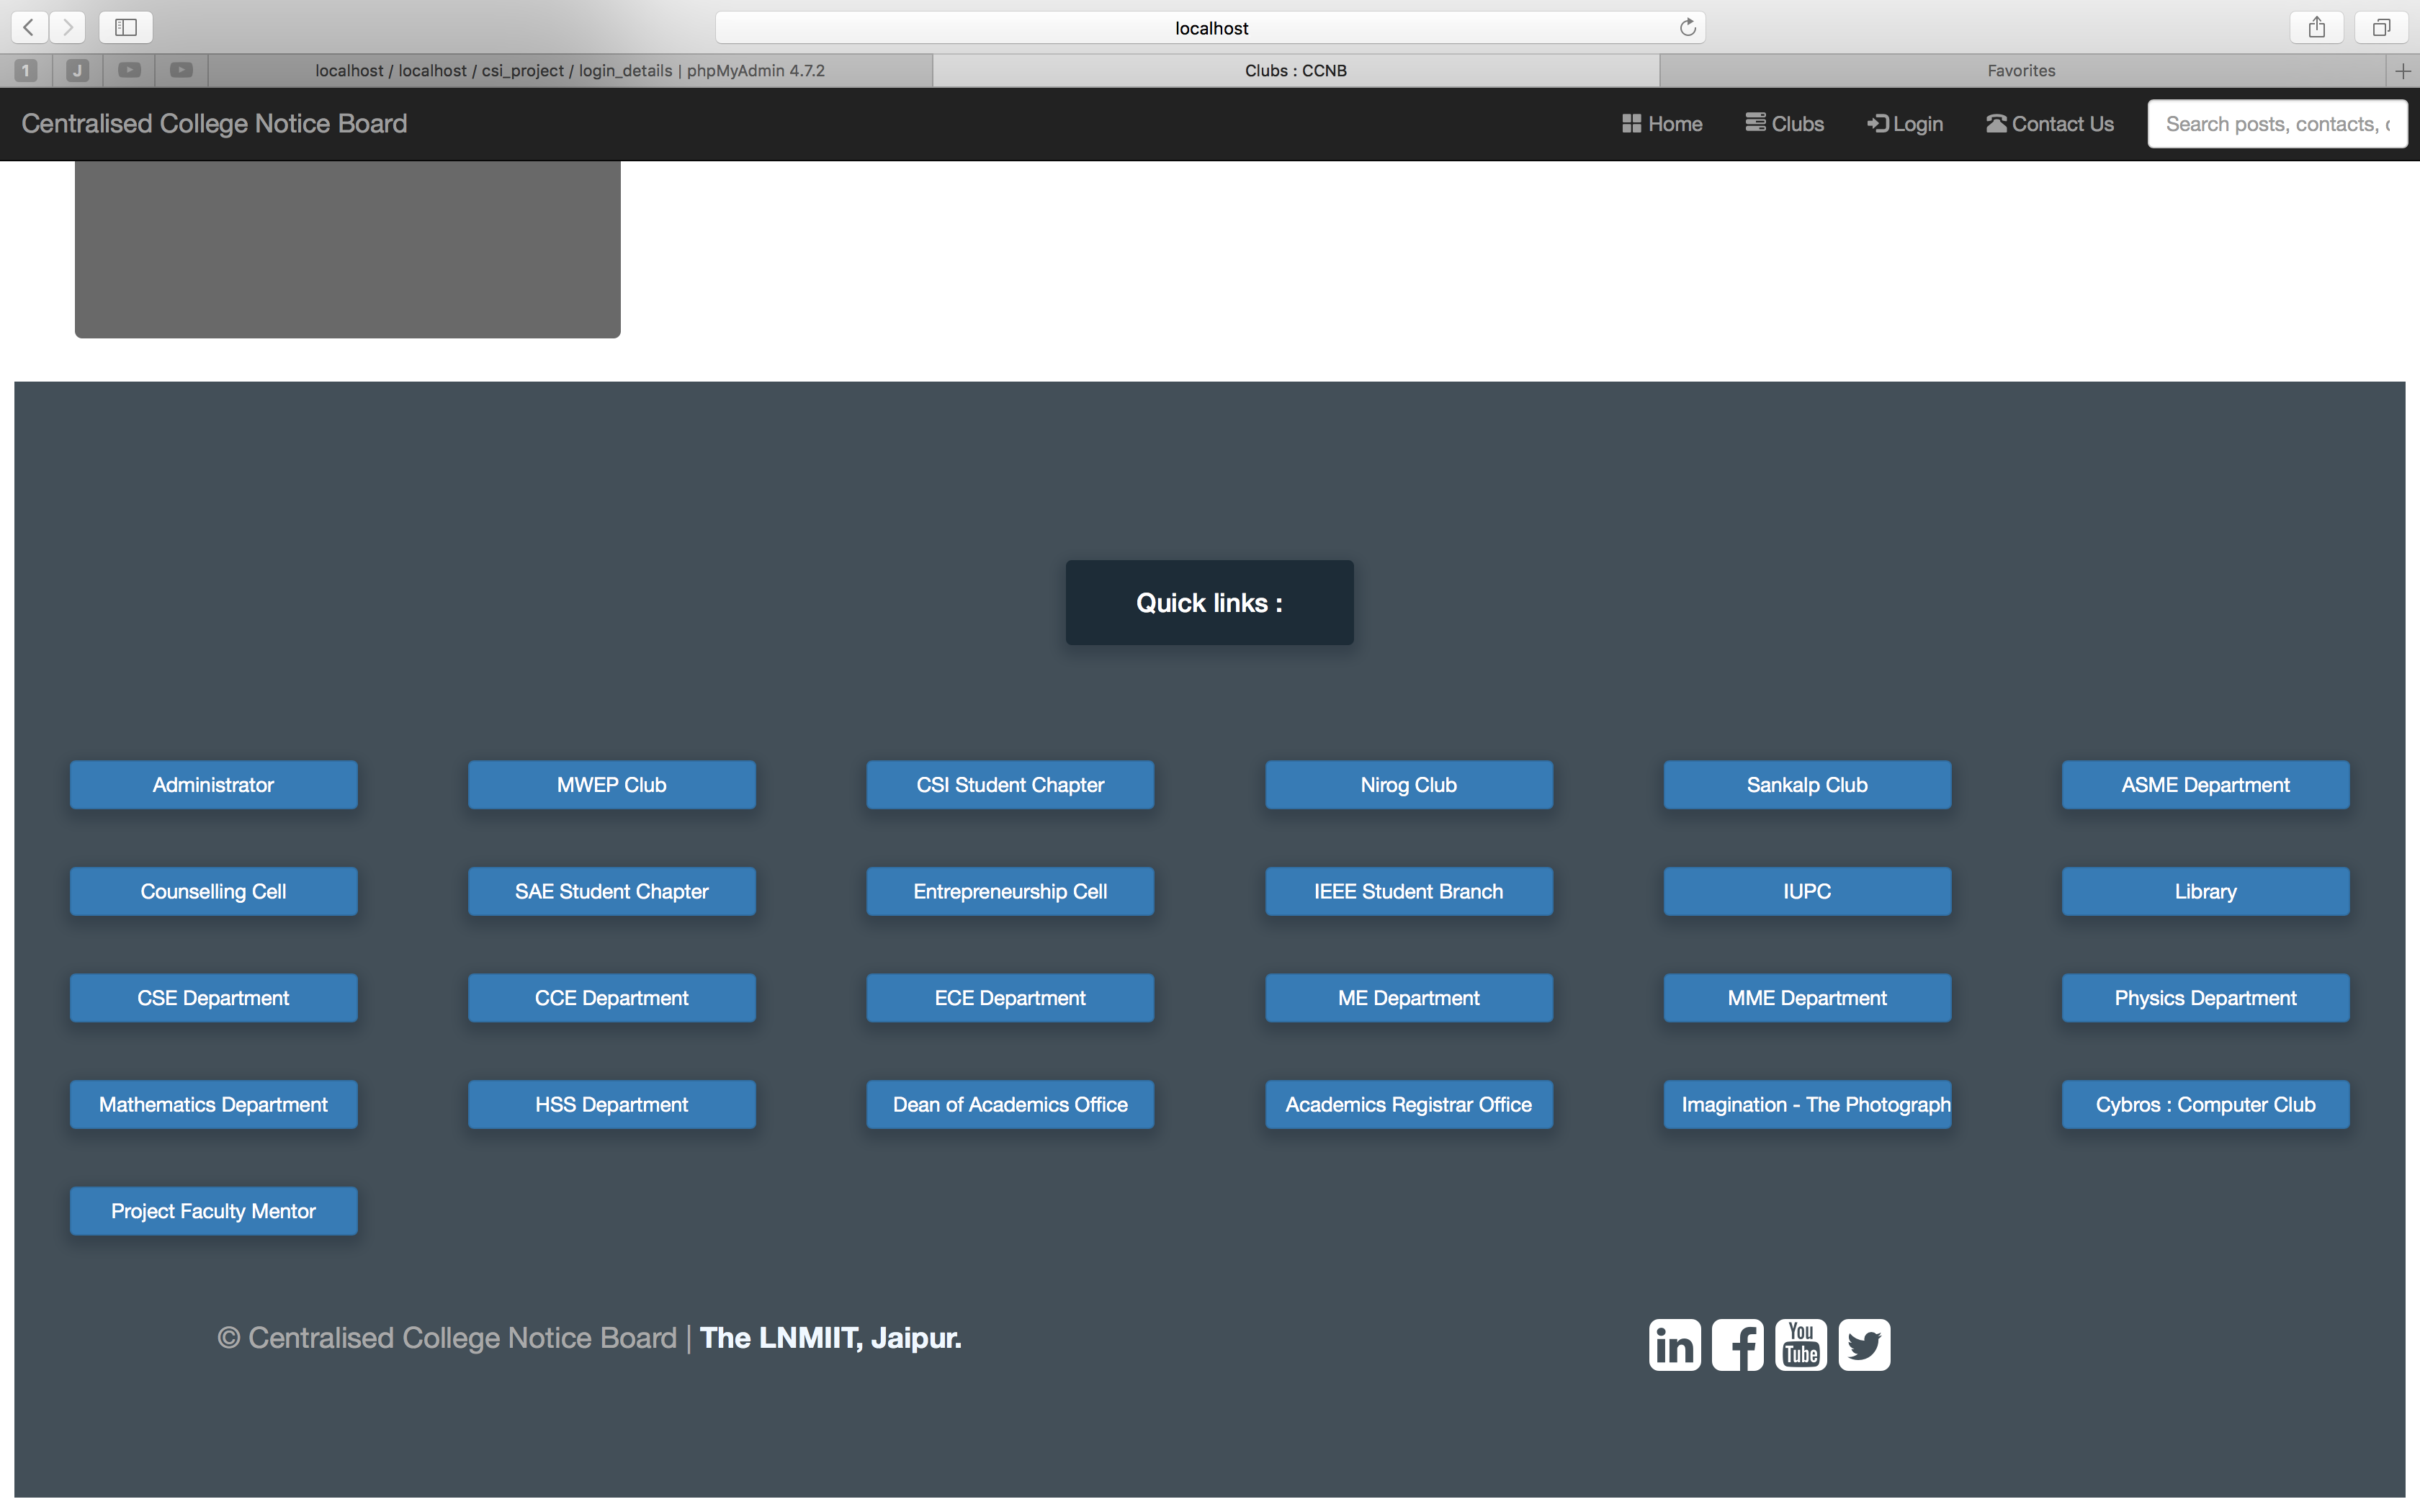 localhost
1
J
localhost / localhost / csi_project / login_details | phpMyAdmin 4.7.2
Clubs : CCNB
Favorites
Centralised College Notice Board
Home
Clubs
Login
Contact Us
Search posts, contacts,
Quick links :
Administrator
MWEP Club
CSI Student Chapter
Nirog Club
Sankalp Club
ASME Department
Counselling Cell
SAE Student Chapter
Entrepreneurship Cell
IEEE Student Branch
IUPC
Library
CSE Department
CCE Department
ECE Department
ME Department
MME Department
Physics Department
Mathematics Department
HSS Department
Dean of Academics Office
Academics Registrar Office
Imagination - The Photograph
Cybros : Computer Club
Project Faculty Mentor
© Centralised College Notice Board | The LNMIIT, Jaipur.
in
f
You
Tube